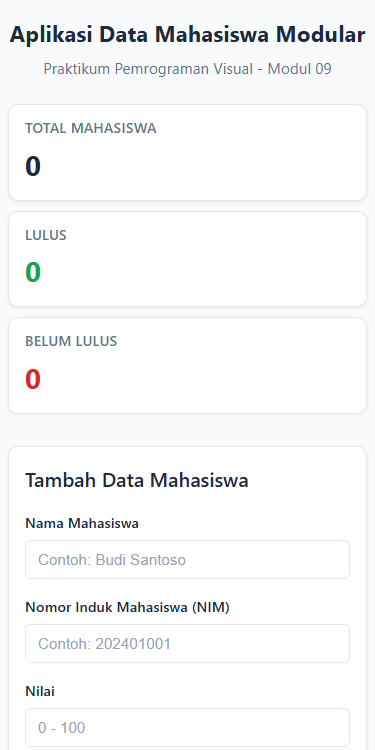 Aplikasi Data Mahasiswa Modular
Praktikum Pemrograman Visual - Modul 09
TOTAL MAHASISWA
0
LULUS
0
BELUM LULUS
0
Tambah Data Mahasiswa
Nama Mahasiswa
Contoh: Budi Santoso
Nomor Induk Mahasiswa (NIM)
Contoh: 202401001
Nilai
0 - 100